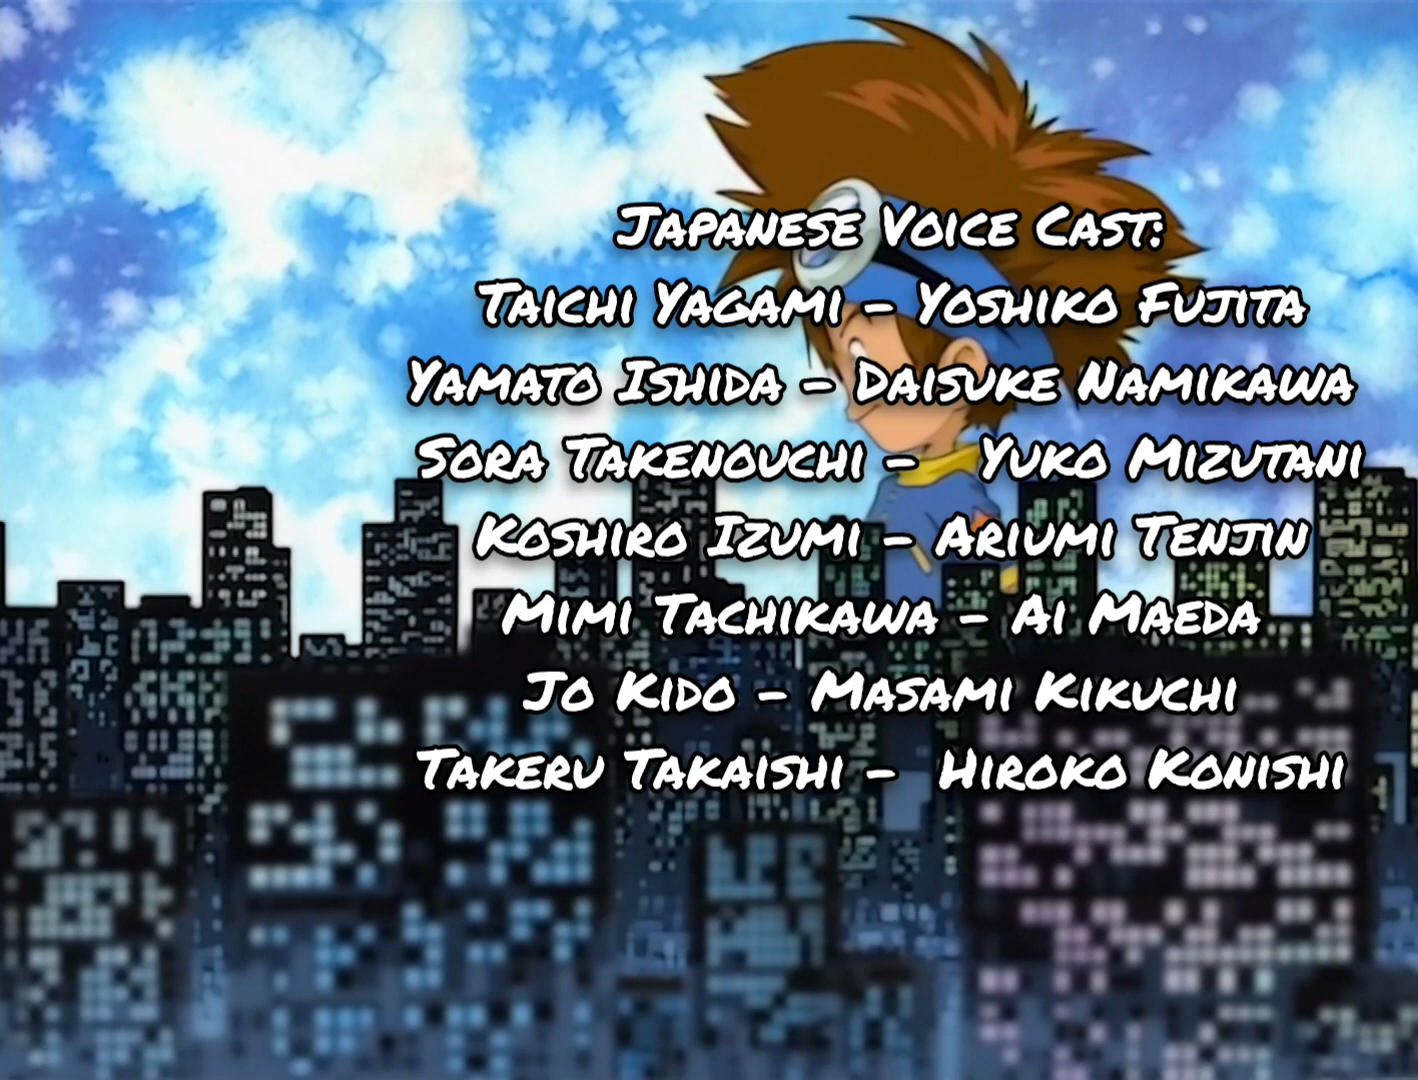 Japanese Voice Cast:
Taichi Yagami - Yoshiko Fujita
Yamato Ishida - Daisuke Namikawa
Sora Takenouchi - Yuko Mizutani
Koshiro Izumi - Ariumi Tenjin
Mimi Tachikawa - Ai Maeda
Jo Kido - Masami Kikuchi
Takeru Takaishi - Hiroko Konishi